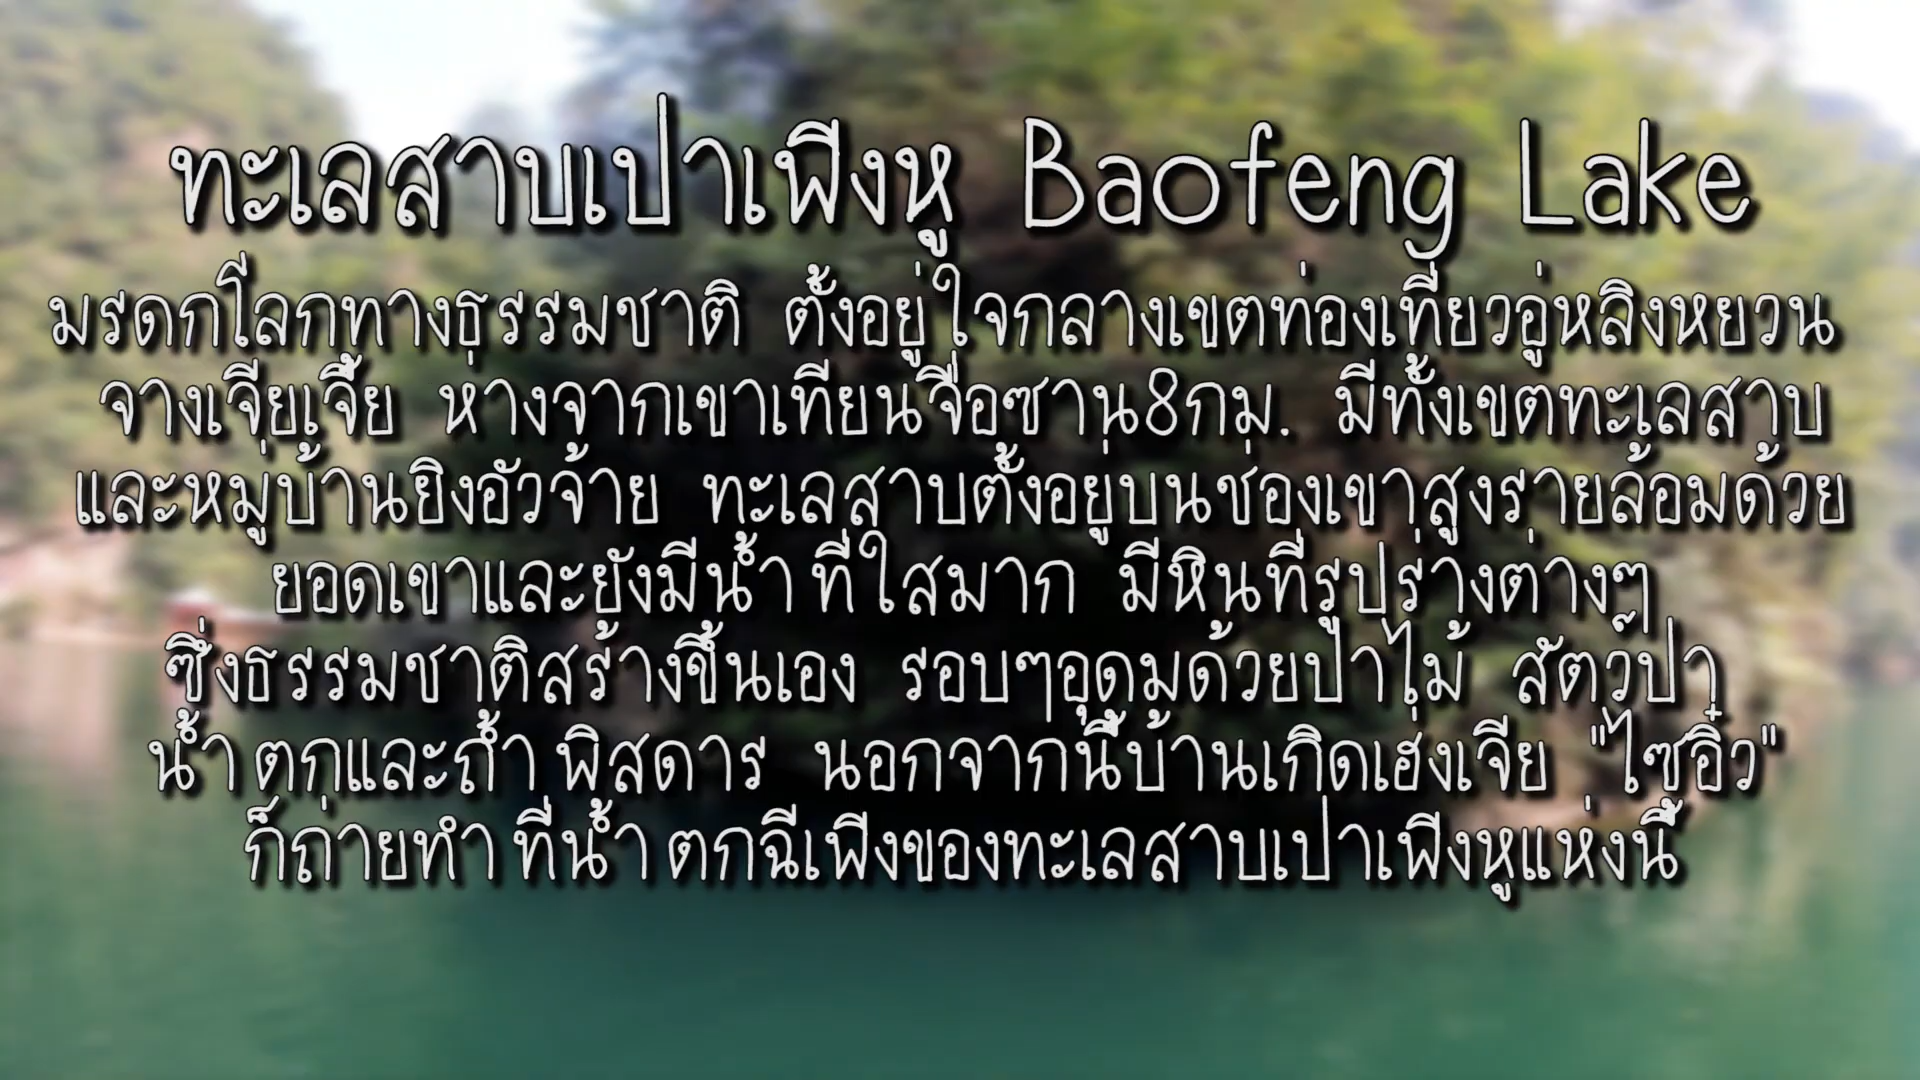 ทะเลสาบเปาเฟิงหู Baofeng Lake
มรดกโลกทางธรรมชาติ ตั้งอยู่ใจกลางเขตท่องเที่ยวอู่หลิงหยวน
จางเจียเจี้ย ห่างจากเขาเทียนจื่อซาน8กม. มีทั้งเขตทะเลสาบ
และหมู่บ้านยิงอัวจ้าย ทะเลสาบตั้งอยู่บนช่องเขาสูงรายล้อมด้วย
ยอดเขาและยังมีน้ำที่ใสมาก มีหินที่รูปร่างต่างๆ
ซึ่งธรรมชาติสร้างขึ้นเอง รอบๆอุดมด้วยป่าไม้ สัตว์ป่า
น้ำตกและถ้ำพิสดาร นอกจากนี้บ้านเกิดเฮ่งเจีย "ไซอิ๋ว"
ก็ถ่ายทำที่น้ำตกฉีเฟิงของทะเลสาบเปาเฟิงหูแห่งนี้